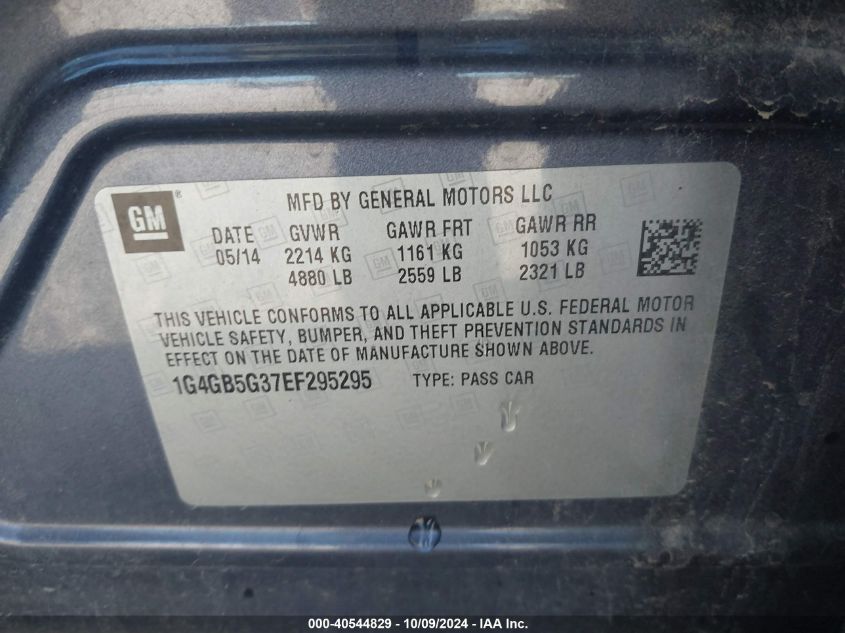 GM ®
MFD BY GENERAL MOTORS LLC
DATE GVWR GAWR FRT GAWR RR
05/14 2214 KG 1161 KG 1053 KG
4880 LB 2559 LB 2321 LB
THIS VEHICLE CONFORMS TO ALL APPLICABLE U.S. FEDERAL MOTOR
VEHICLE SAFETY, BUMPER, AND THEFT PREVENTION STANDARDS IN
EFFECT ON THE DATE OF MANUFACTURE SHOWN ABOVE.
1G4GB5G37EF295295 TYPE: PASS CAR
000-40544829 - 10/09/2024 - IAA Inc.